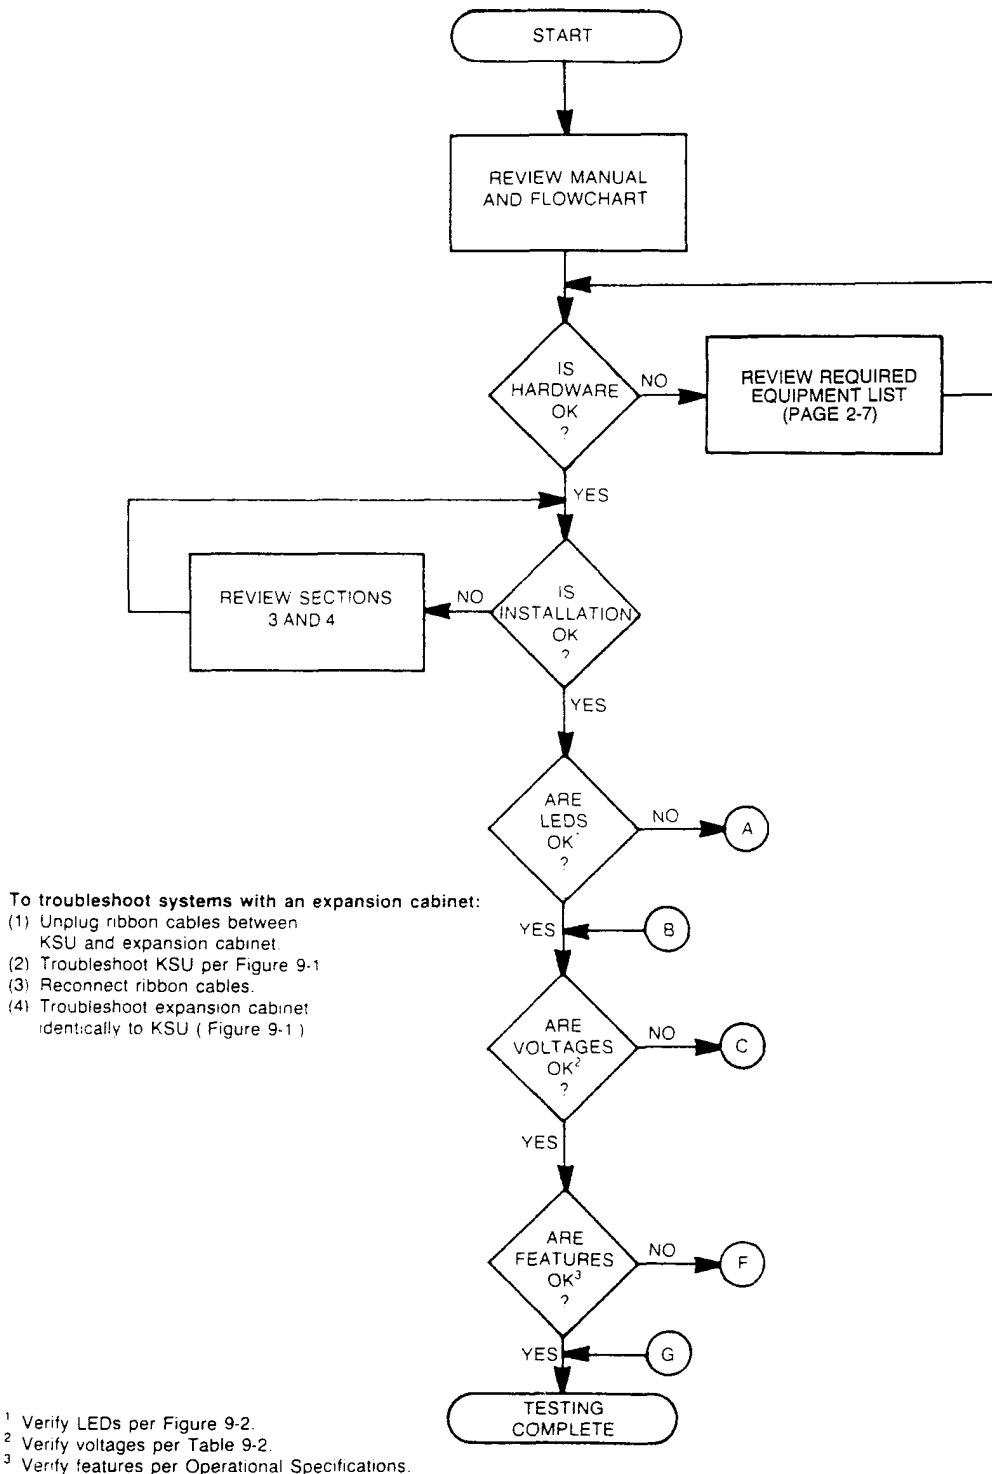 START
REVIEW MANUAL
AND FLOWCHART
IS
HARDWARE
OK
?
NO
REVIEW REQUIRED
EQUIPMENT LIST
(PAGE 2-7)
YES
IS
INSTALLATION
OK
?
NO
REVIEW SECTIONS
3 AND 4
YES
ARE
LEDS
OK¹
?
NO
A
YES
B
To troubleshoot systems with an expansion cabinet:
(1) Unplug ribbon cables between
KSU and expansion cabinet.
(2) Troubleshoot KSU per Figure 9-1
(3) Reconnect ribbon cables.
(4) Troubleshoot expansion cabinet
identically to KSU ( Figure 9-1 )
ARE
VOLTAGES
OK²
?
NO
C
YES
ARE
FEATURES
OK³
?
NO
F
YES
G
TESTING
COMPLETE
¹ Verify LEDs per Figure 9-2.
² Verify voltages per Table 9-2.
³ Verify features per Operational Specifications.